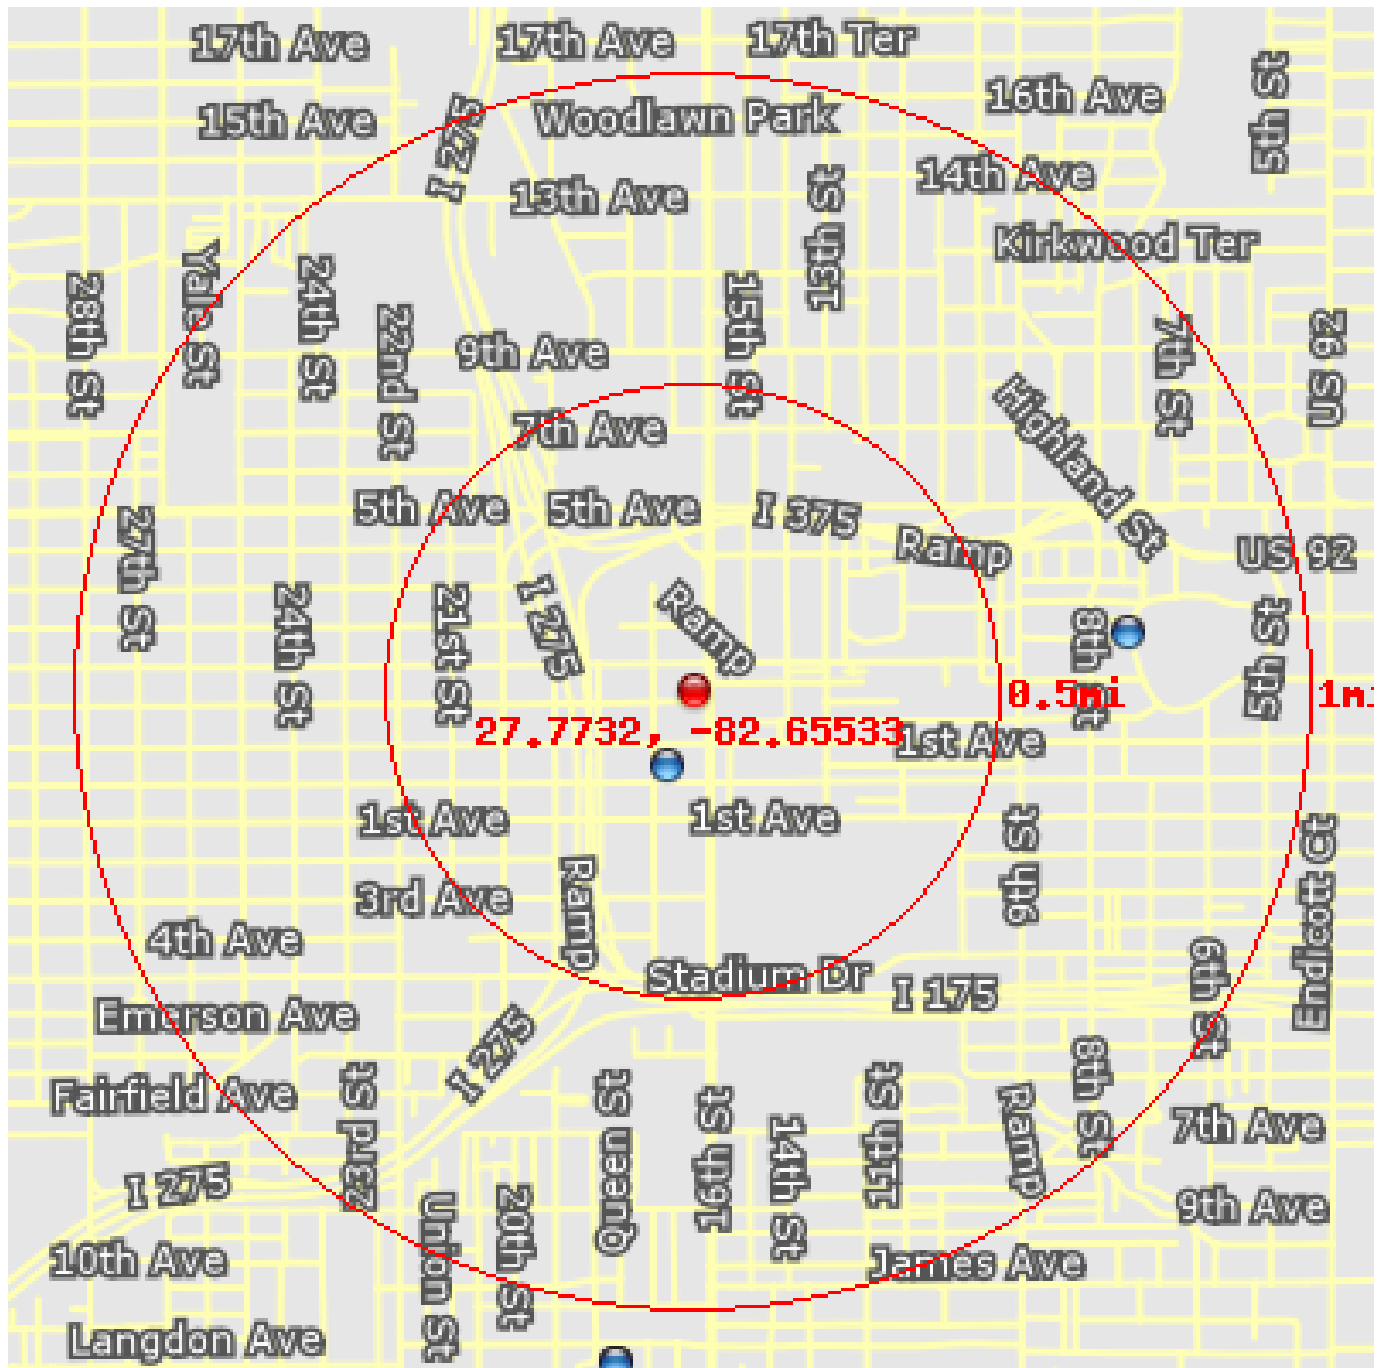 17th Ave
17th Ave
17th Ter
16th Ave
5th St
15th Ave
I 275
Woodlawn Park
14th Ave
13th Ave
13th St
Kirkwood Ter
28th St
Yale St
24th St
22nd St
9th Ave
15th St
7th St
US 92
Highland St
7th Ave
5th Ave
5th Ave
I 375
Ramp
US 92
27th St
24th St
21st St
I 275
Ramp
8th St
5th St
0.5mi
1mi
27.7732, -82.65533
1st Ave
1st Ave
1st Ave
9th St
Endicott Ct
3rd Ave
Ramp
4th Ave
Stadium Dr
I 175
6th St
Emerson Ave
I 275
Fairfield Ave
23rd St
Queen St
16th St
14th St
11th St
Ramp
8th St
7th Ave
I 275
Union St
20th St
9th Ave
10th Ave
James Ave
Langdon Ave